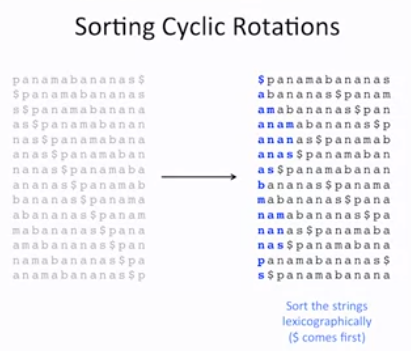 Sorting Cyclic Rotations
panamabananas$
$panamabananas
s$panamabanana
as$panamabanan
nas$panamabana
anas$panamaban
nanas$panamaba
ananas$panamab
bananas$panama
abananas$panam
mabananas$pana
amabananas$pan
namabananas$pa
anamabananas$p
$panamabananas
abananas$panam
amabananas$pan
anamabananas$p
ananas$panamab
anas$panamaban
as$panamabanan
bananas$panama
mabananas$pana
namabananas$pa
nanas$panamaba
nas$panamabana
panamabananas$
s$panamabanana
Sort the strings
lexicographically
($ comes first)